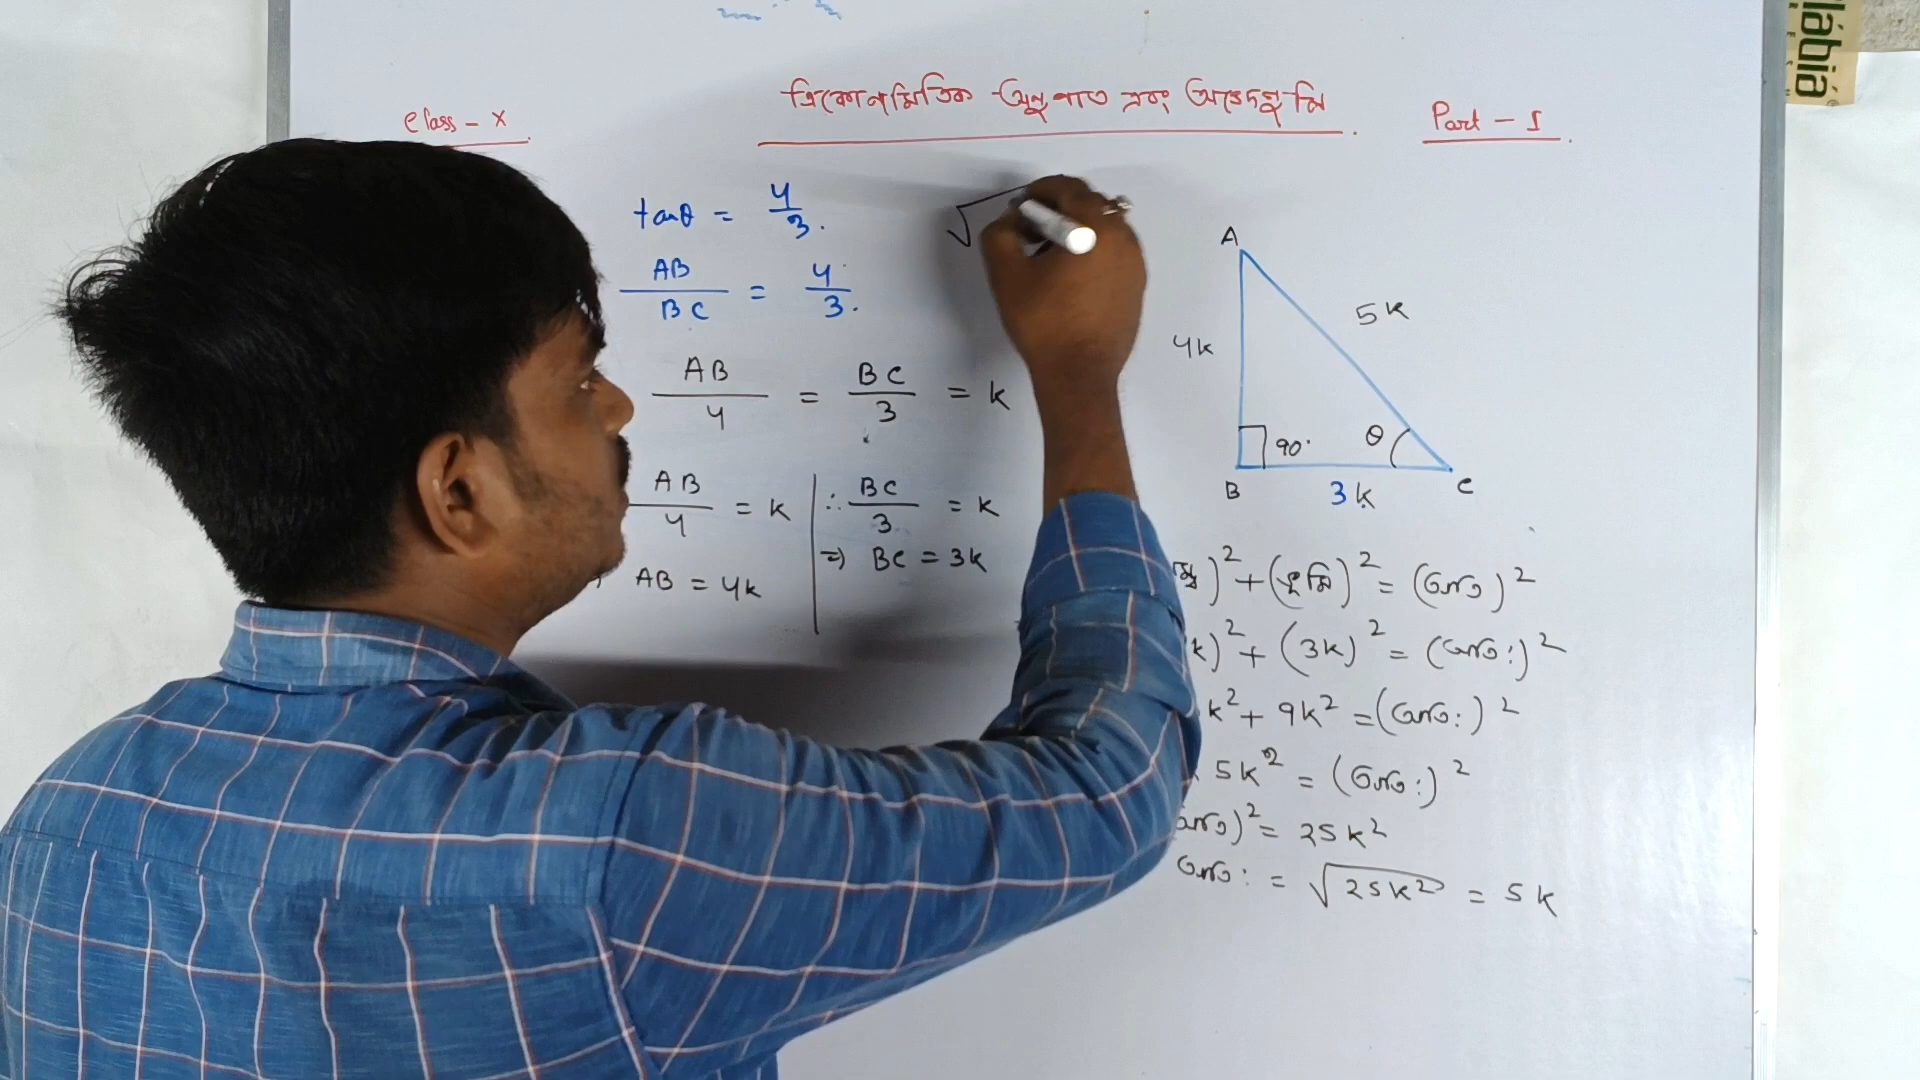 Class - X
ত্রিকোণমিতিক অনুপাত এবং অভেদসমূহ
Part - I
tanθ = 4/3.
AB/BC = 4/3.
AB/4 = BC/3 = k
AB/4 = k
AB = 4k
∴ BC/3 = k
⇒ BC = 3k
√
A
5k
4k
90°
θ
B
3k
C
)² + (ভূমি)² = (অতি)²
k)² + (3k)² = (অতি:)²
k² + 9k² = (অতি:)²
5k² = (অতি:)²
অতি)² = 25k²
অতি: = √25k² = 5k